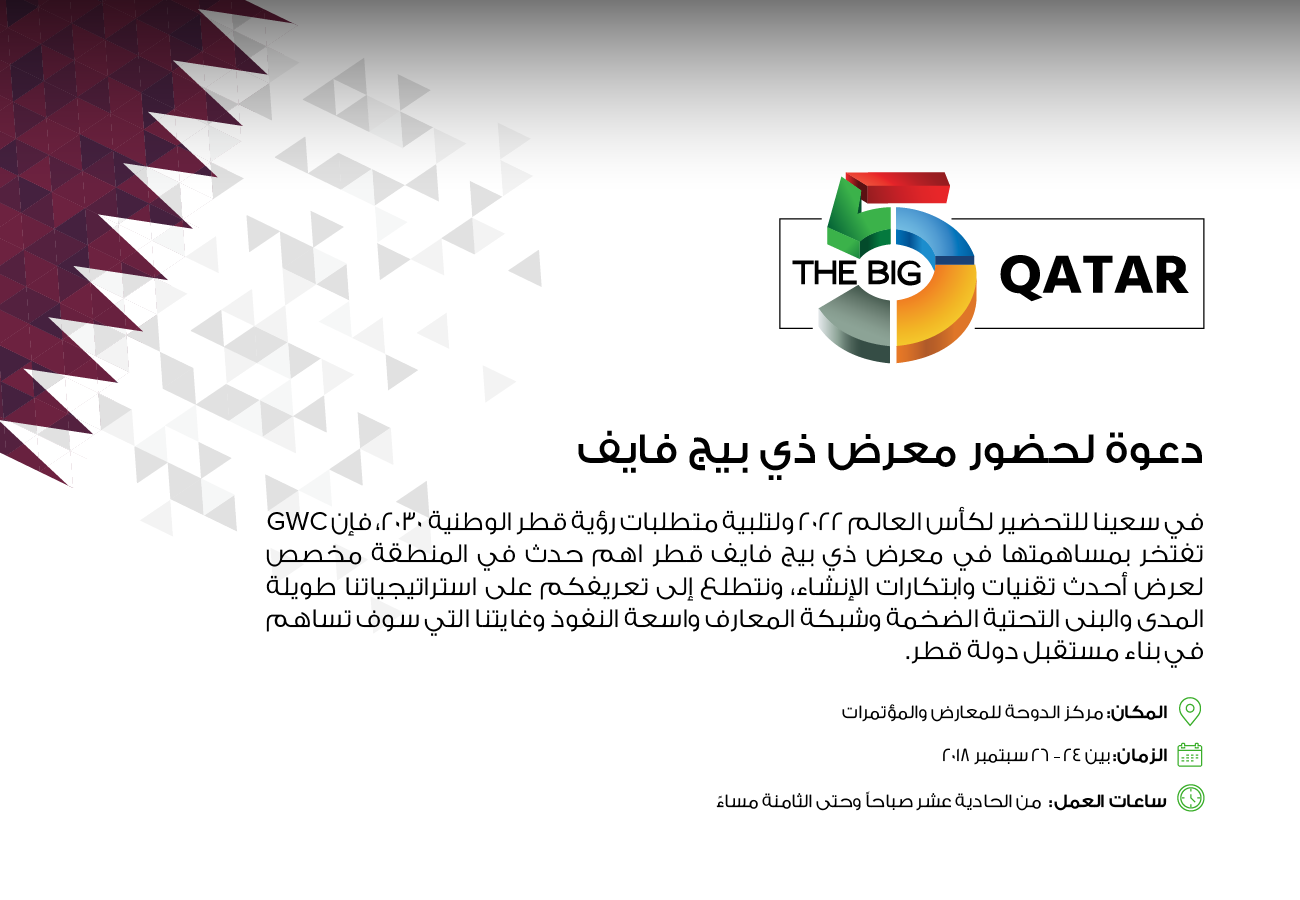 THE BIG 5 QATAR
دعوة لحضور معرض ذي بيج فايف
في سعينا للتحضير لكأس العالم ٢٠٢٢ ولتلبية متطلبات رؤية قطر الوطنية ٢٠٣٠، فإن GWC
تفتخر بمساهمتها في معرض ذي بيج فايف قطر اهم حدث في المنطقة مخصص
لعرض أحدث تقنيات وابتكارات الإنشاء، ونتطلع إلى تعريفكم على استراتيجياتنا طويلة
المدى والبنى التحتية الضخمة وشبكة المعارف واسعة النفوذ وغايتنا التي سوف تساهم
في بناء مستقبل دولة قطر.
المكان: مركز الدوحة للمعارض والمؤتمرات
الزمان: بين ٢٤ - ٢٦ سبتمبر ٢٠١٨
ساعات العمل: من الحادية عشر صباحاً وحتى الثامنة مساءً